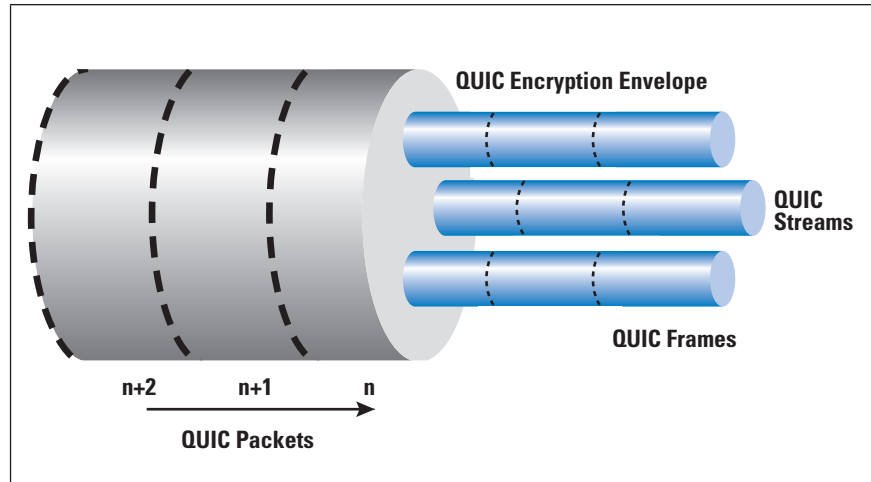 QUIC Encryption Envelope
QUIC
Streams
QUIC Frames
n+2 n+1 n
QUIC Packets